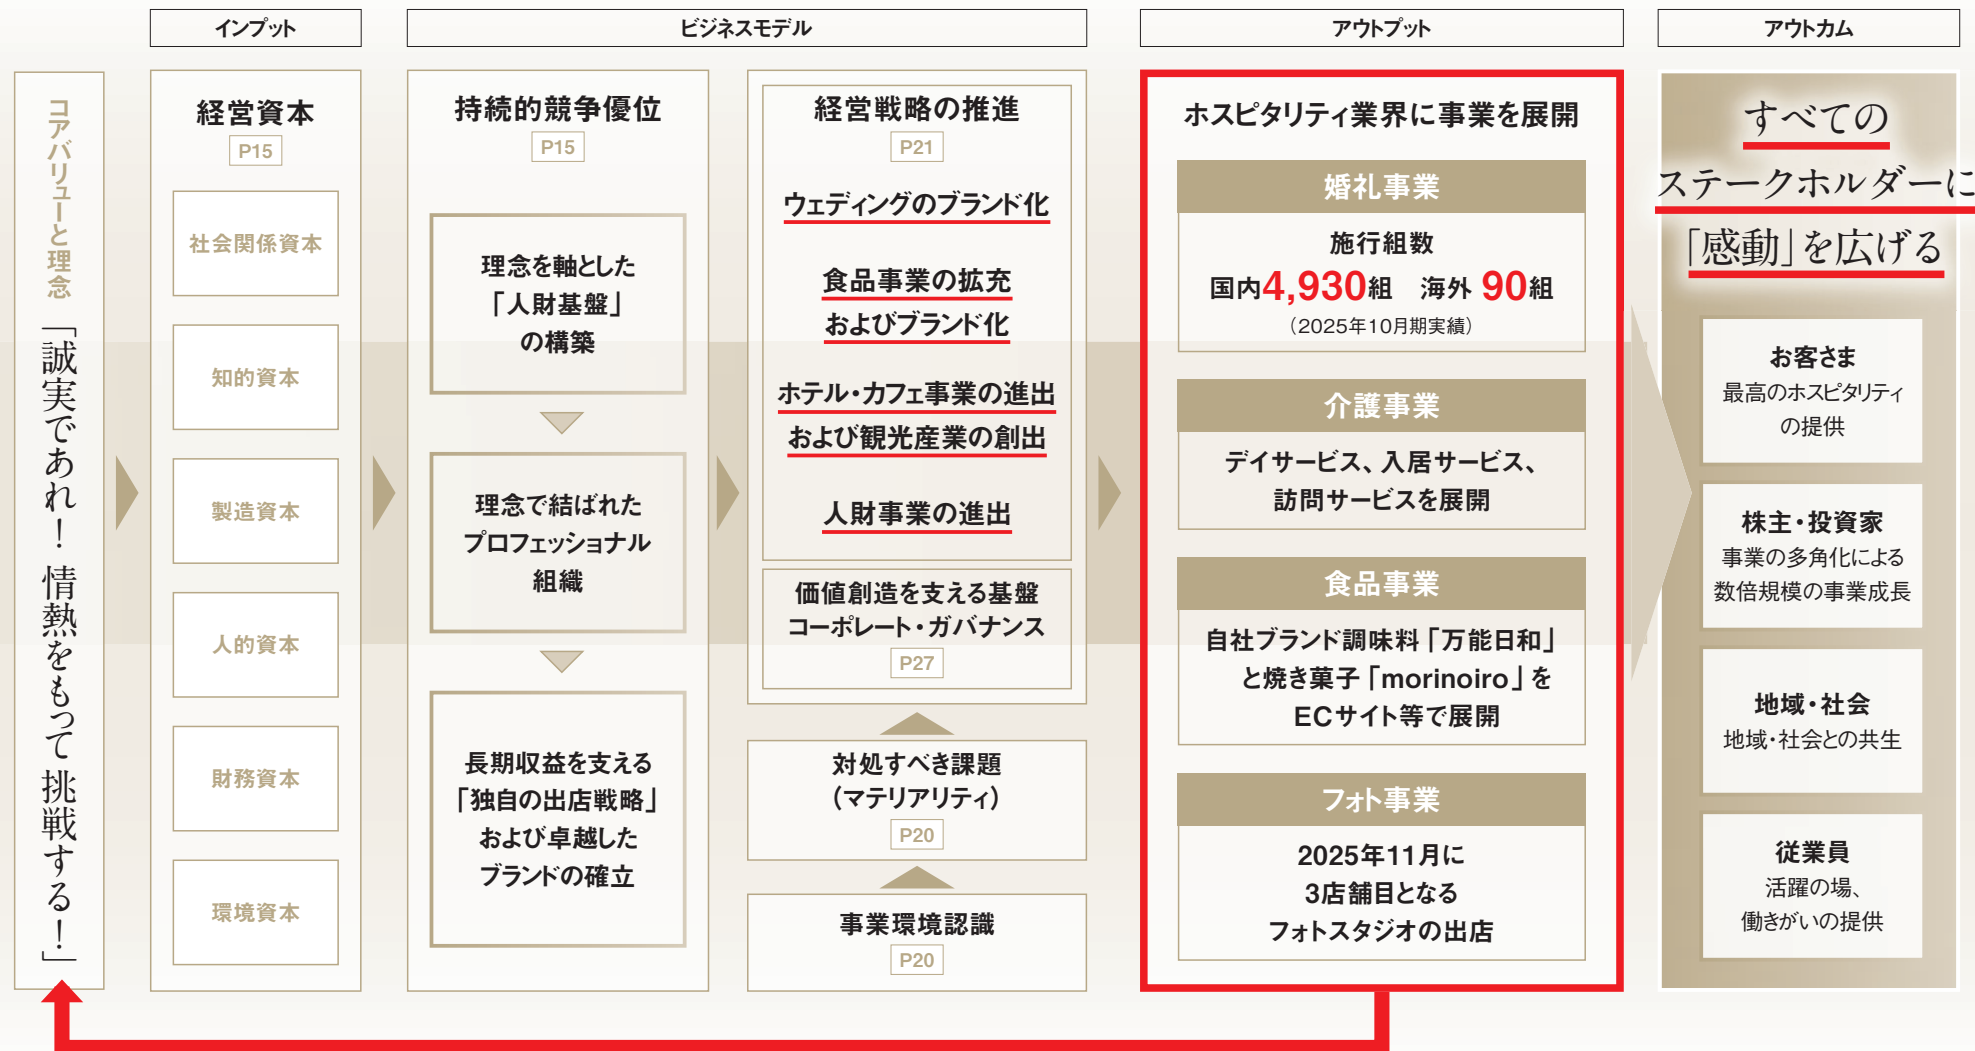 インプット
ビジネスモデル
アウトプット
アウトカム
コアバリューと理念
「誠実であれ！ 情熱をもって 挑戦する！」
経営資本
P15
社会関係資本
知的資本
製造資本
人的資本
財務資本
環境資本
持続的競争優位
P15
理念を軸とした
「人財基盤」
の構築
理念で結ばれた
プロフェッショナル
組織
長期収益を支える
「独自の出店戦略」
および卓越した
ブランドの確立
経営戦略の推進
P21
ウェディングのブランド化
食品事業の拡充
およびブランド化
ホテル・カフェ事業の進出
および観光産業の創出
人財事業の進出
価値創造を支える基盤
コーポレート・ガバナンス
P27
対処すべき課題
（マテリアリティ）
P20
事業環境認識
P20
ホスピタリティ業界に事業を展開
婚礼事業
施行組数
国内4,930組 海外 90組
（2025年10月期実績）
介護事業
デイサービス、入居サービス、
訪問サービスを展開
食品事業
自社ブランド調味料「万能日和」
と焼き菓子「morinoiro」を
ECサイト等で展開
フォト事業
2025年11月に
3店舗目となる
フォトスタジオの出店
すべての
ステークホルダーに
「感動」を広げる
お客さま
最高のホスピタリティ
の提供
株主・投資家
事業の多角化による
数倍規模の事業成長
地域・社会
地域・社会との共生
従業員
活躍の場、
働きがいの提供